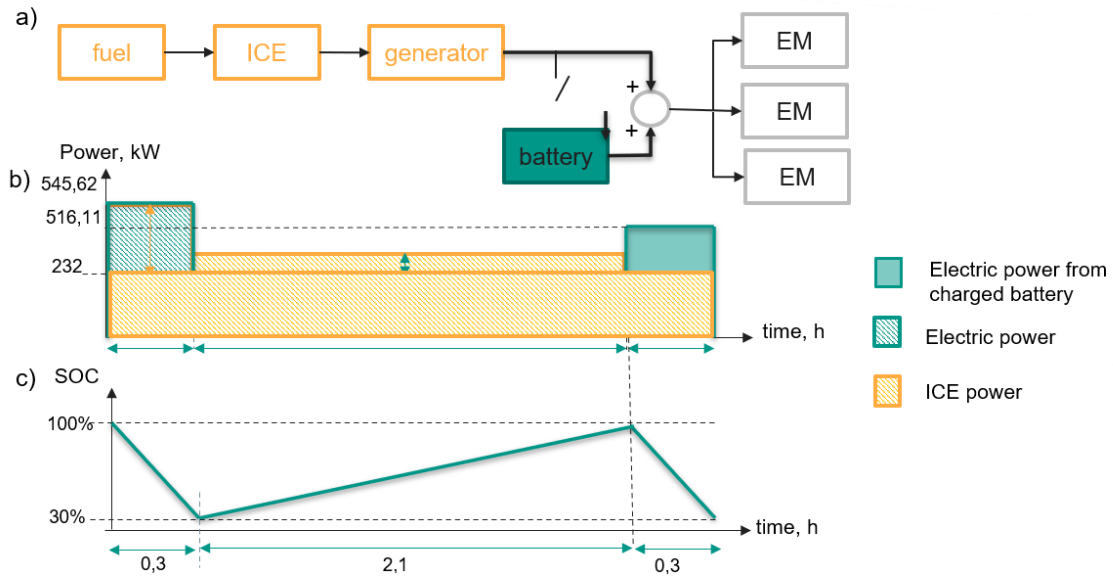 a)
fuel
ICE
generator
EM
EM
EM
+
+
battery
Power, kW
b)
545,62
516,11
232
time, h
Electric power from
charged battery
Electric power
ICE power
c)
SOC
100%
30%
time, h
0,3
2,1
0,3